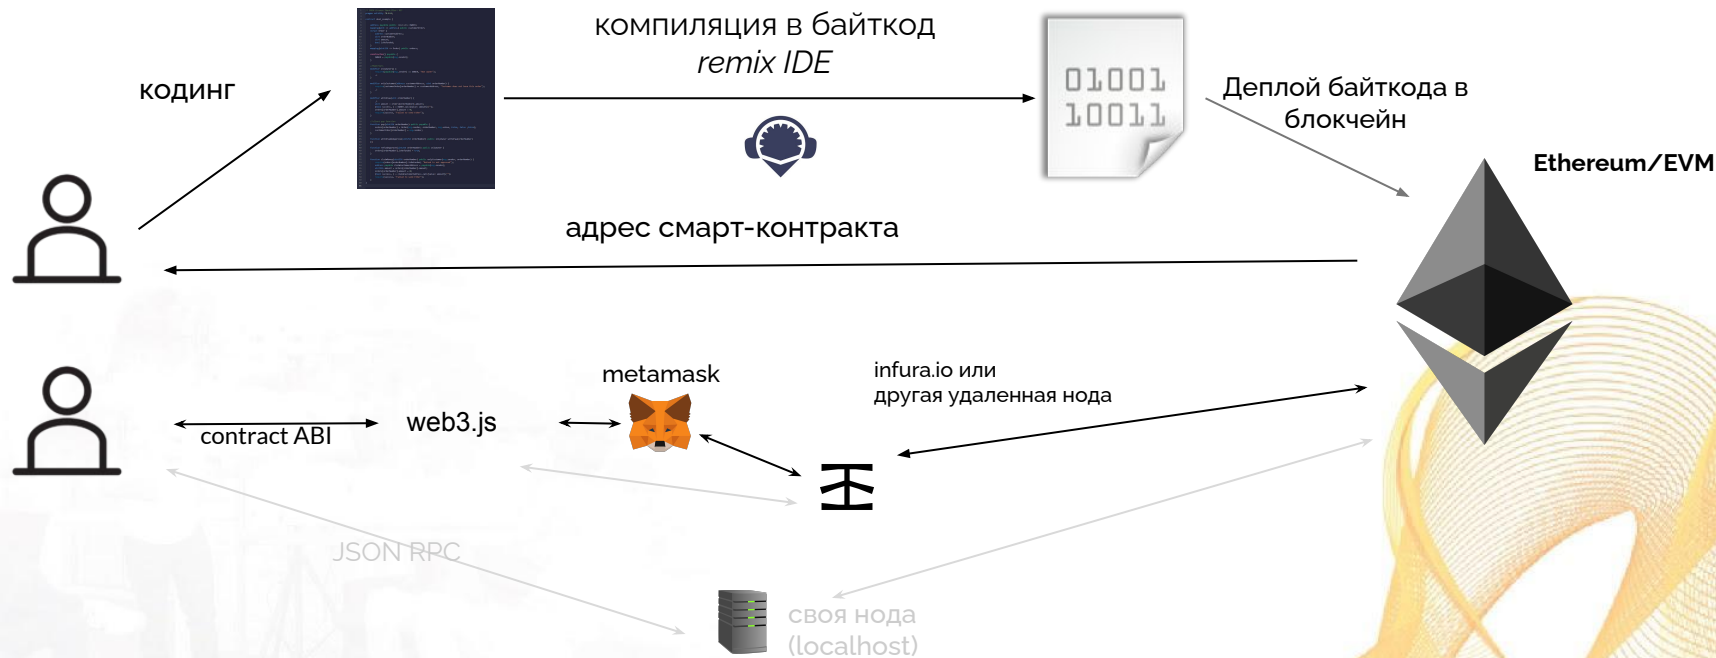 компиляция в байткод
remix IDE
кодинг
01001
10011
Деплой байткода в
блокчейн
Ethereum/EVM
адрес смарт-контракта
metamask
infura.io или
другая удаленная нода
contract ABI
web3.js
JSON RPC
своя нода
(localhost)